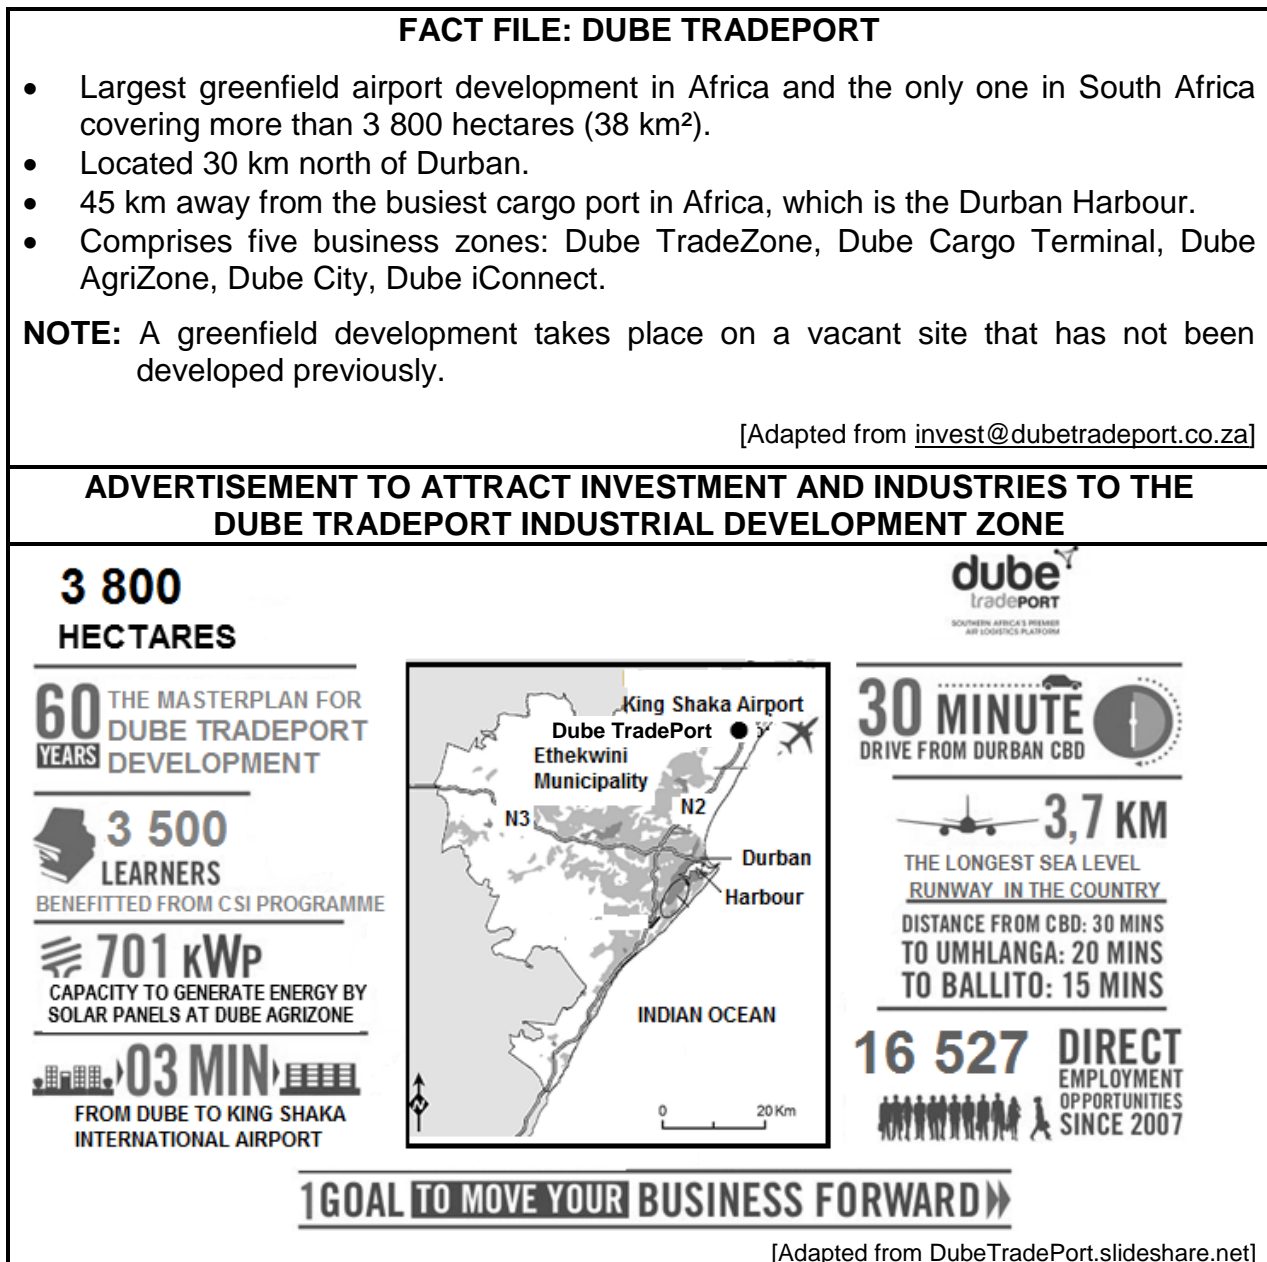 FACT FILE: DUBE TRADEPORT
• Largest greenfield airport development in Africa and the only one in South Africa
covering more than 3 800 hectares (38 km²).
• Located 30 km north of Durban.
• 45 km away from the busiest cargo port in Africa, which is the Durban Harbour.
• Comprises five business zones: Dube TradeZone, Dube Cargo Terminal, Dube
AgriZone, Dube City, Dube iConnect.
NOTE: A greenfield development takes place on a vacant site that has not been
developed previously.
[Adapted from invest@dubetradeport.co.za]
ADVERTISEMENT TO ATTRACT INVESTMENT AND INDUSTRIES TO THE
DUBE TRADEPORT INDUSTRIAL DEVELOPMENT ZONE
3 800
HECTARES
60
YEARS
THE MASTERPLAN FOR
DUBE TRADEPORT
DEVELOPMENT
3 500
LEARNERS
BENEFITTED FROM CSI PROGRAMME
701 KWP
CAPACITY TO GENERATE ENERGY BY
SOLAR PANELS AT DUBE AGRIZONE
03 MIN
FROM DUBE TO KING SHAKA
INTERNATIONAL AIRPORT
King Shaka Airport
Dube TradePort
Ethekwini
Municipality
N3
N2
Durban
Harbour
INDIAN OCEAN
N
0 20 Km
dube
tradePORT
SOUTHERN AFRICA'S PREMIER
AIR LOGISTICS PLATFORM
30 MINUTE
DRIVE FROM DURBAN CBD
3,7 KM
THE LONGEST SEA LEVEL
RUNWAY IN THE COUNTRY
DISTANCE FROM CBD: 30 MINS
TO UMHLANGA: 20 MINS
TO BALLITO: 15 MINS
16 527
DIRECT
EMPLOYMENT
OPPORTUNITIES
SINCE 2007
1 GOAL TO MOVE YOUR BUSINESS FORWARD
[Adapted from DubeTradePort.slideshare.net]